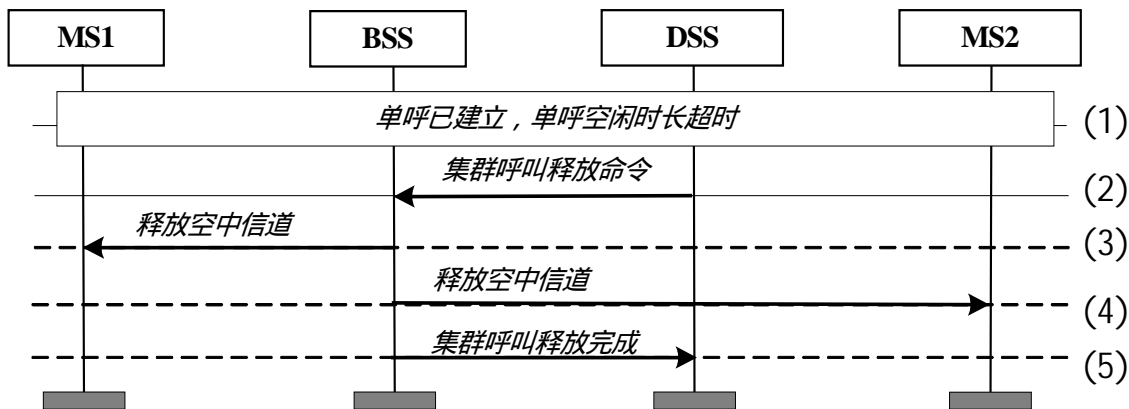 MS1 BSS DSS MS2
单呼已建立，单呼空闲时长超时 (1)
集群呼叫释放命令 (2)
释放空中信道 (3)
释放空中信道 (4)
集群呼叫释放完成 (5)